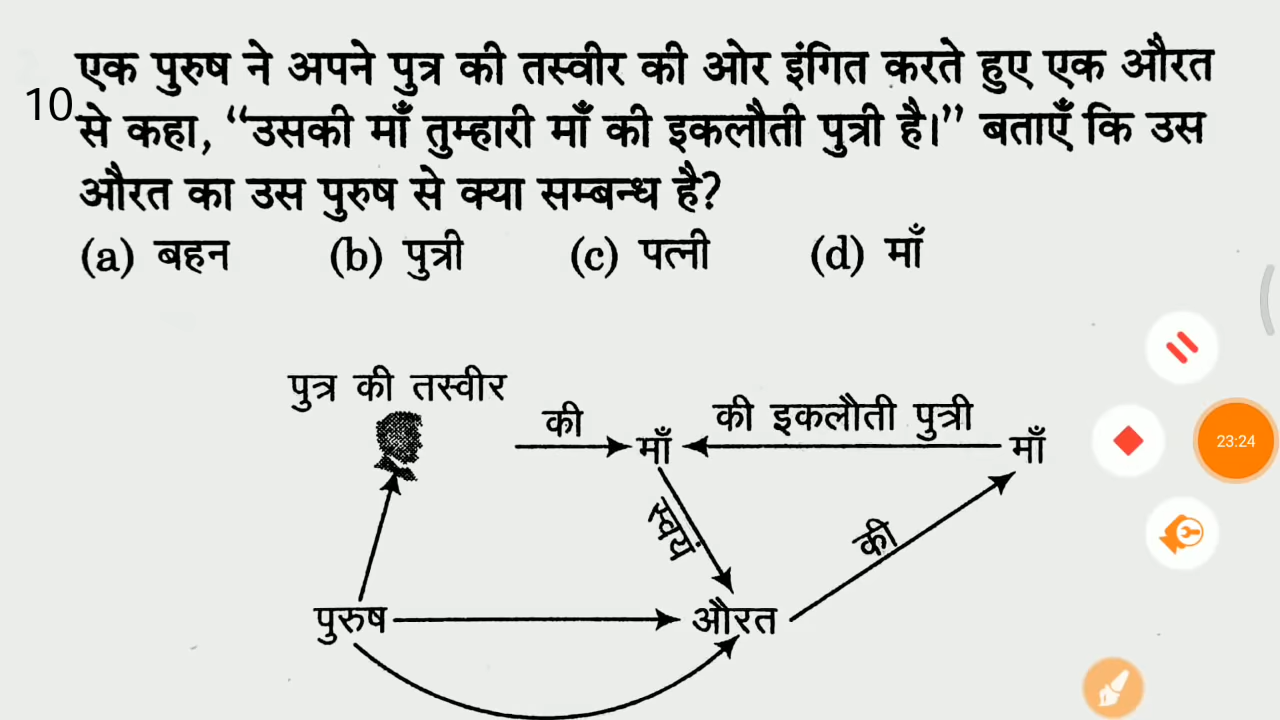 एक पुरुष ने अपने पुत्र की तस्वीर की ओर इंगित करते हुए एक औरत
10 से कहा, “उसकी माँ तुम्हारी माँ की इकलौती पुत्री है।” बताएँ कि उस
औरत का उस पुरुष से क्या सम्बन्ध है?
(a) बहन (b) पुत्री (c) पत्नी (d) माँ
पुत्र की तस्वीर
की
माँ
की इकलौती पुत्री
माँ
स्वयं
की
पुरुष
औरत
23:24